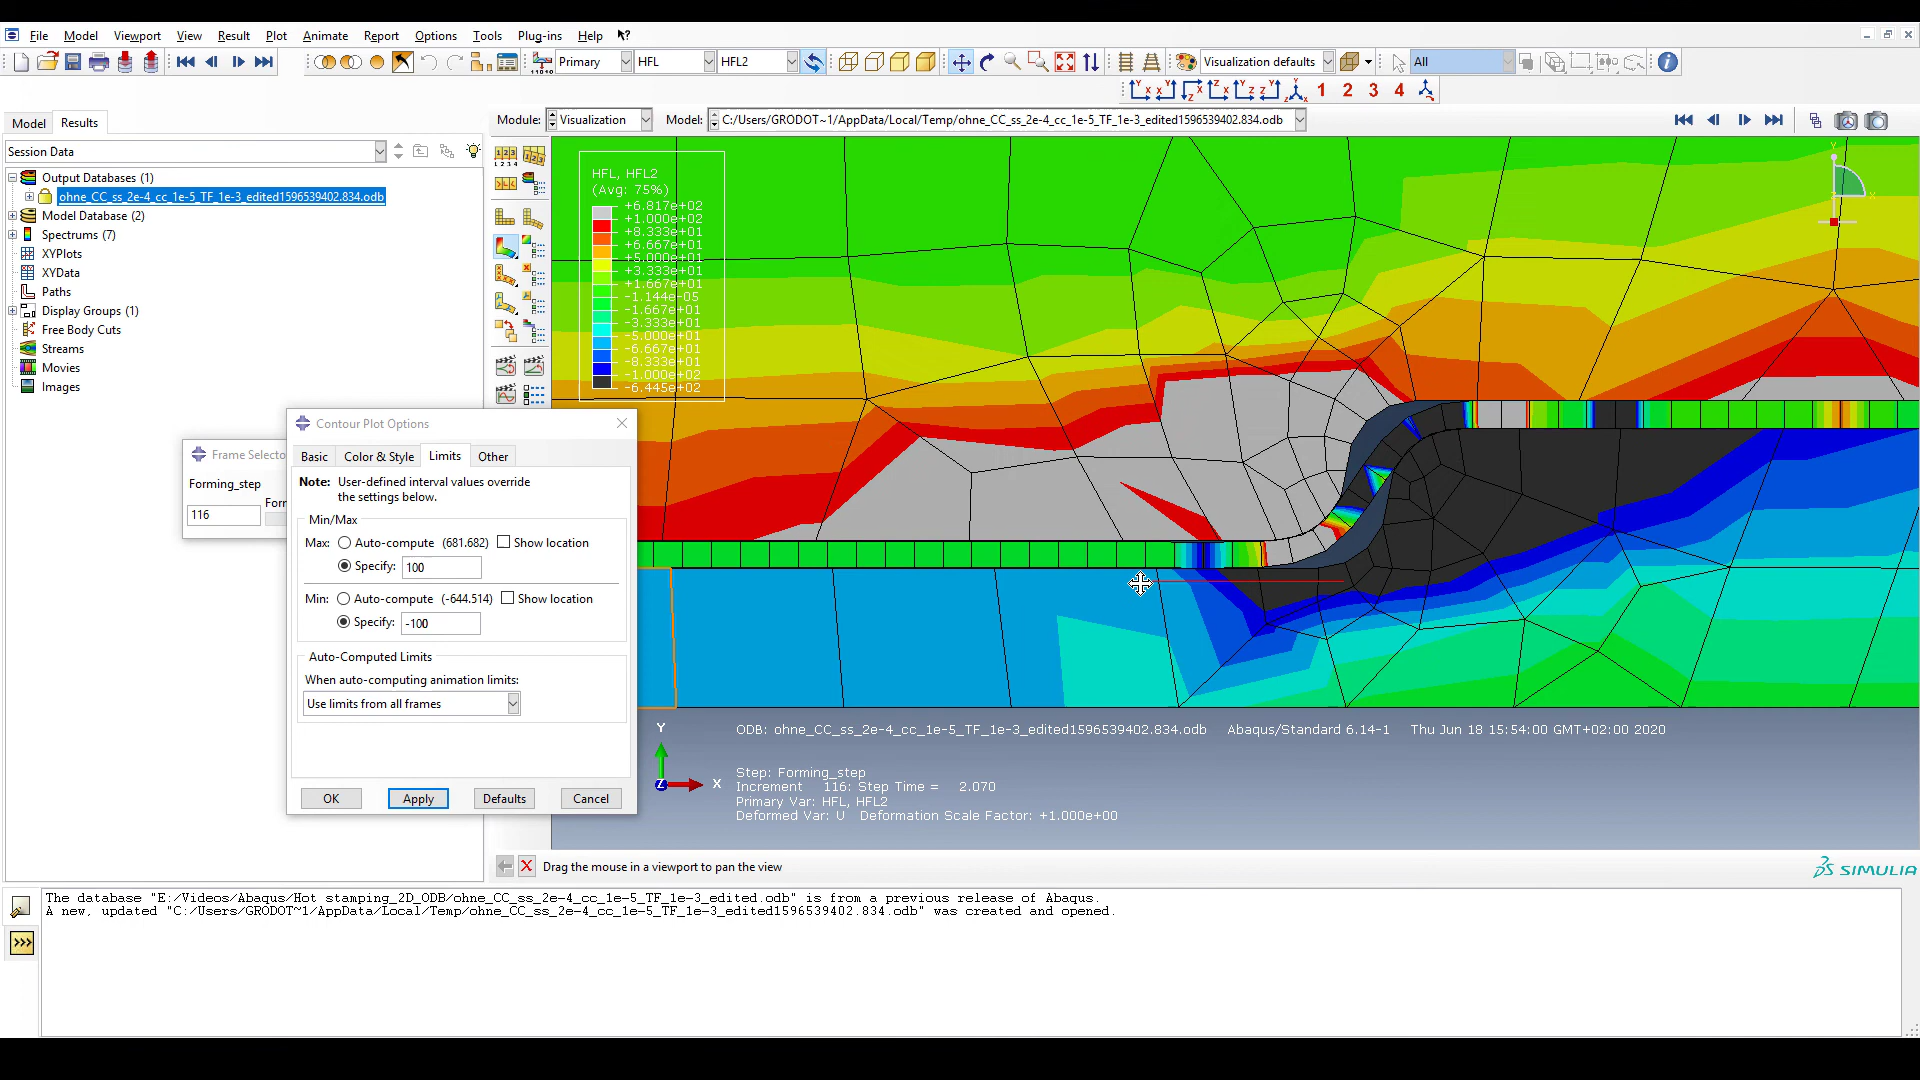 File Model Viewport View Result Plot Animate Report Options Tools Plug-ins Help
Primary HFL HFL2 Visualization defaults All
1 2 3 4
Model Results
Module: Visualization Model: C:/Users/GRODOT~1/AppData/Local/Temp/ohne_CC_ss_2e-4_cc_1e-5_TF_1e-3_edited1596539402.834.odb
Session Data
Output Databases (1)
ohne_CC_ss_2e-4_cc_1e-5_TF_1e-3_edited1596539402.834.odb
Model Database (2)
Spectrums (7)
XYPlots
XYData
Paths
Display Groups (1)
Free Body Cuts
Streams
Movies
Images
HFL, HFL2
(Avg: 75%)
+6.817e+02
+1.000e+02
+8.333e+01
+6.667e+01
+5.000e+01
+3.333e+01
+1.667e+01
-1.144e-05
-1.667e+01
-3.333e+01
-5.000e+01
-6.667e+01
-8.333e+01
-1.000e+02
-6.445e+02
Frame Selecto
Forming_step
116
Forr
Contour Plot Options
Basic Color & Style Limits Other
Note: User-defined interval values override
the settings below.
Min/Max
Max: Auto-compute (681.682) Show location
Specify: 100
Min: Auto-compute (-644.514) Show location
Specify: -100
Auto-Computed Limits
When auto-computing animation limits:
Use limits from all frames
OK Apply Defaults Cancel
Y
X
Z
ODB: ohne_CC_ss_2e-4_cc_1e-5_TF_1e-3_edited1596539402.834.odb Abaqus/Standard 6.14-1 Thu Jun 18 15:54:00 GMT+02:00 2020
Step: Forming_step
Increment 116: Step Time = 2.070
Primary Var: HFL, HFL2
Deformed Var: U Deformation Scale Factor: +1.000e+00
Drag the mouse in a viewport to pan the view
SIMULIA
The database "E:/Videos/Abaqus/Hot stamping_2D_ODB/ohne_CC_ss_2e-4_cc_1e-5_TF_1e-3_edited.odb" is from a previous release of Abaqus.
A new, updated "C:/Users/GRODOT~1/AppData/Local/Temp/ohne_CC_ss_2e-4_cc_1e-5_TF_1e-3_edited1596539402.834.odb" was created and opened.
>>>